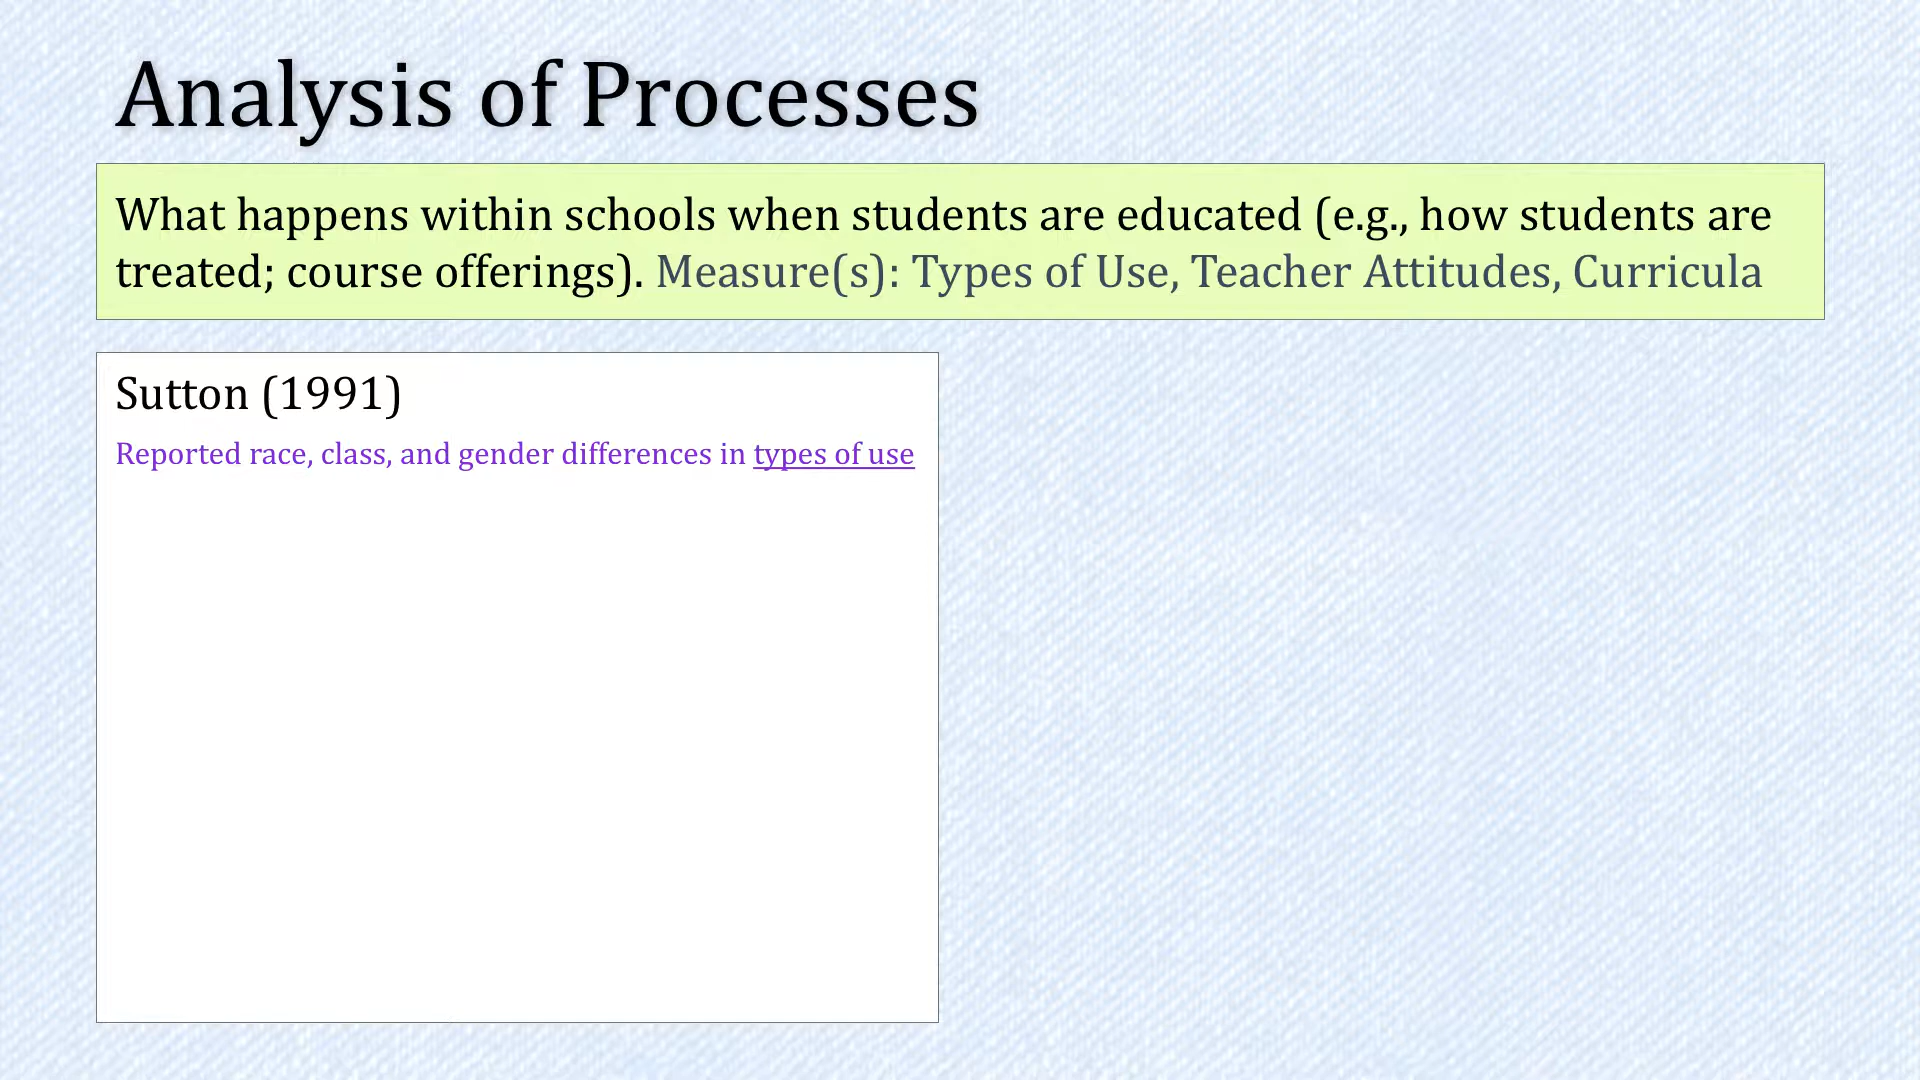 Analysis of Processes
What happens within schools when students are educated (e.g., how students are
treated; course offerings). Measure(s): Types of Use, Teacher Attitudes, Curricula
Sutton (1991)
Reported race, class, and gender differences in types of use